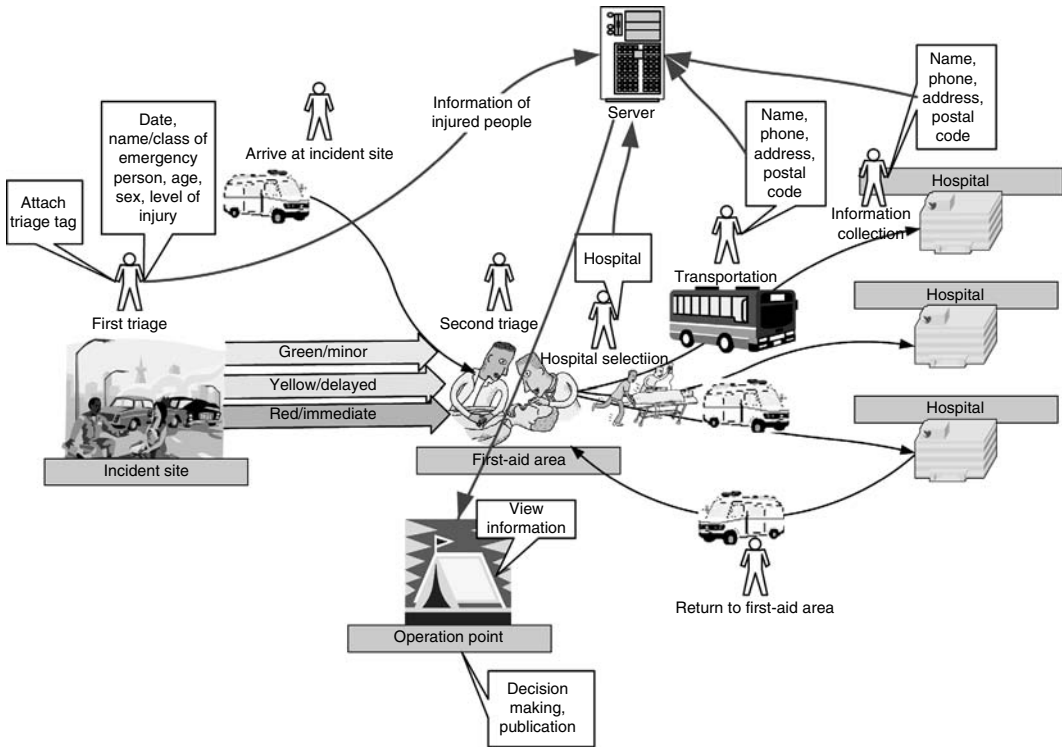 Date,
name/class of
emergency
person, age,
sex, level of
injury
Attach
triage tag
First triage
Arrive at incident site
Information of
injured people
Server
Name,
phone,
address,
postal
code
Name,
phone,
address,
postal
code
Hospital
Information
collection
Hospital
Transportation
Second triage
Hospital selectiion
Hospital
Green/minor
Yellow/delayed
Red/immediate
Hospital
Incident site
First-aid area
View
information
Return to first-aid area
Operation point
Decision
making,
publication